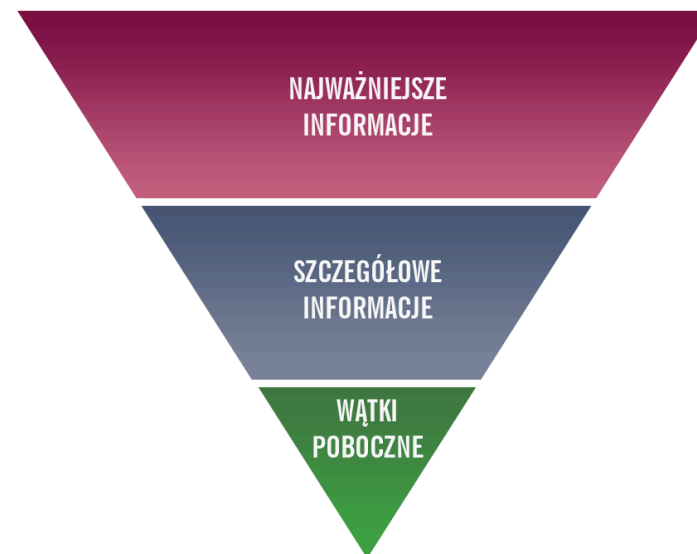 NAJWAŻNIEJSZE
INFORMACJE
SZCZEGÓŁOWE
INFORMACJE
WĄTKI
POBOCZNE